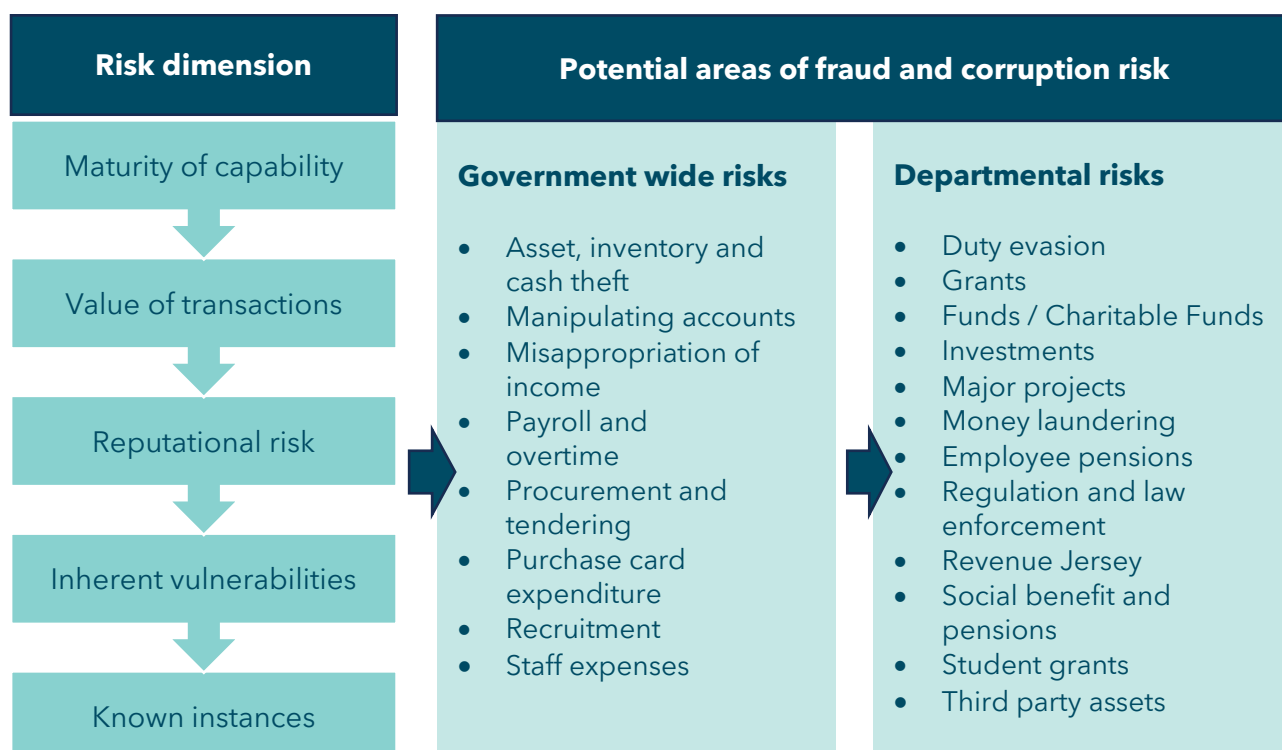 Risk dimension
Maturity of capability
Value of transactions
Reputational risk
Inherent vulnerabilities
Known instances
Potential areas of fraud and corruption risk
Government wide risks
• Asset, inventory and
cash theft
• Manipulating accounts
• Misappropriation of
income
• Payroll and
overtime
• Procurement and
tendering
• Purchase card
expenditure
• Recruitment
• Staff expenses
Departmental risks
• Duty evasion
• Grants
• Funds / Charitable Funds
• Investments
• Major projects
• Money laundering
• Employee pensions
• Regulation and law
enforcement
• Revenue Jersey
• Social benefit and
pensions
• Student grants
• Third party assets